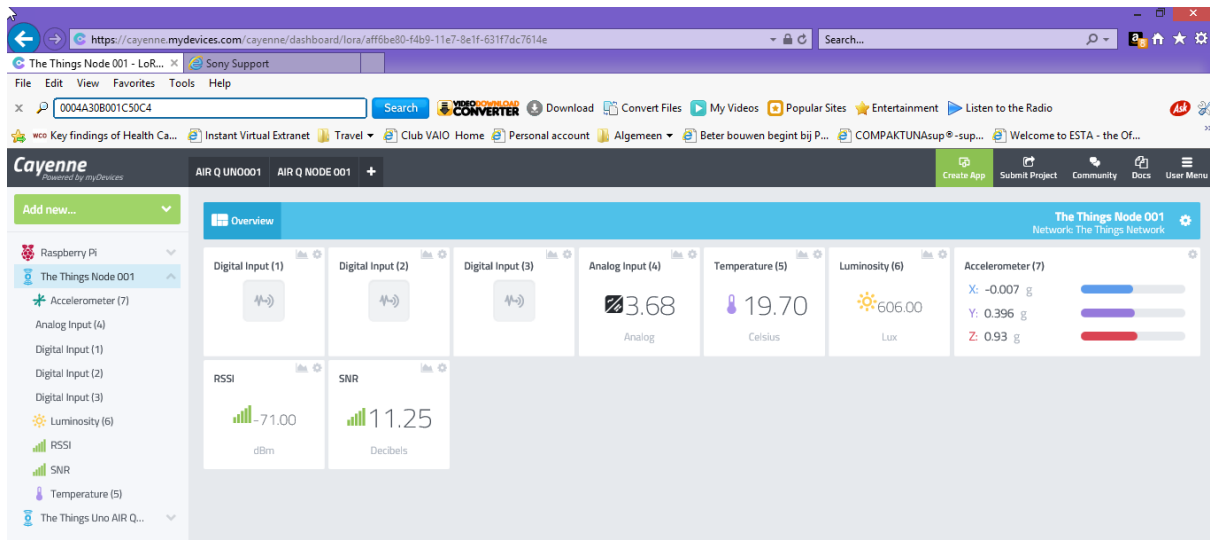 https://cayenne.mydevices.com/cayenne/dashboard/lora/aff6be80-f4b9-11e7-8e1f-631f7dc7614e Search...
The Things Node 001 - LoR... Sony Support
File Edit View Favorites Tools Help
x 0004A30B001C50C4 Search VIDEO DOWNLOAD CONVERTER Download Convert Files My Videos Popular Sites Entertainment Listen to the Radio Ask
wco Key findings of Health Ca... Instant Virtual Extranet Travel Club VAIO Home Personal account Algemeen Beter bouwen begint bij P... COMPAKTUNAsup®-sup... Welcome to ESTA - the Of...
Cayenne
Powered by myDevices
AIR Q UNO001 AIR Q NODE 001 +
Create App Submit Project Community Docs User Menu
Add new...
Raspberry Pi
The Things Node 001
Accelerometer (7)
Analog Input (4)
Digital Input (1)
Digital Input (2)
Digital Input (3)
Luminosity (6)
RSSI
SNR
Temperature (5)
The Things Uno AIR Q...
Overview
The Things Node 001
Network: The Things Network
Digital Input (1)
Digital Input (2)
Digital Input (3)
Analog Input (4)
3.68
Analog
Temperature (5)
19.70
Celsius
Luminosity (6)
606.00
Lux
Accelerometer (7)
X: -0.007 g
Y: 0.396 g
Z: 0.93 g
RSSI
-71.00
dBm
SNR
11.25
Decibels